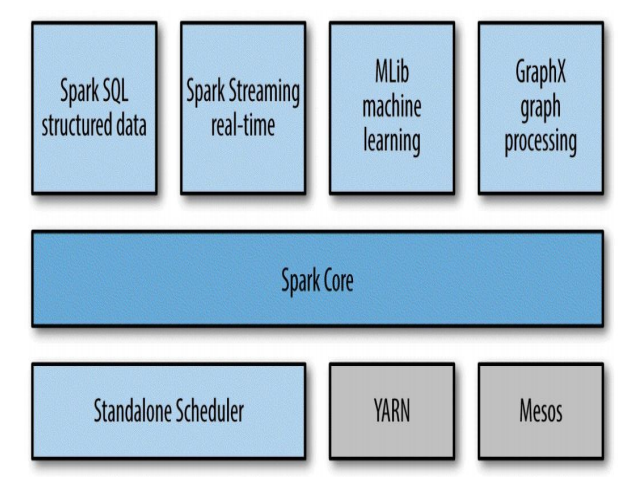 Spark SQL
structured data
Spark Streaming
real-time
MLib
machine
learning
GraphX
graph
processing
Spark Core
Standalone Scheduler
YARN
Mesos